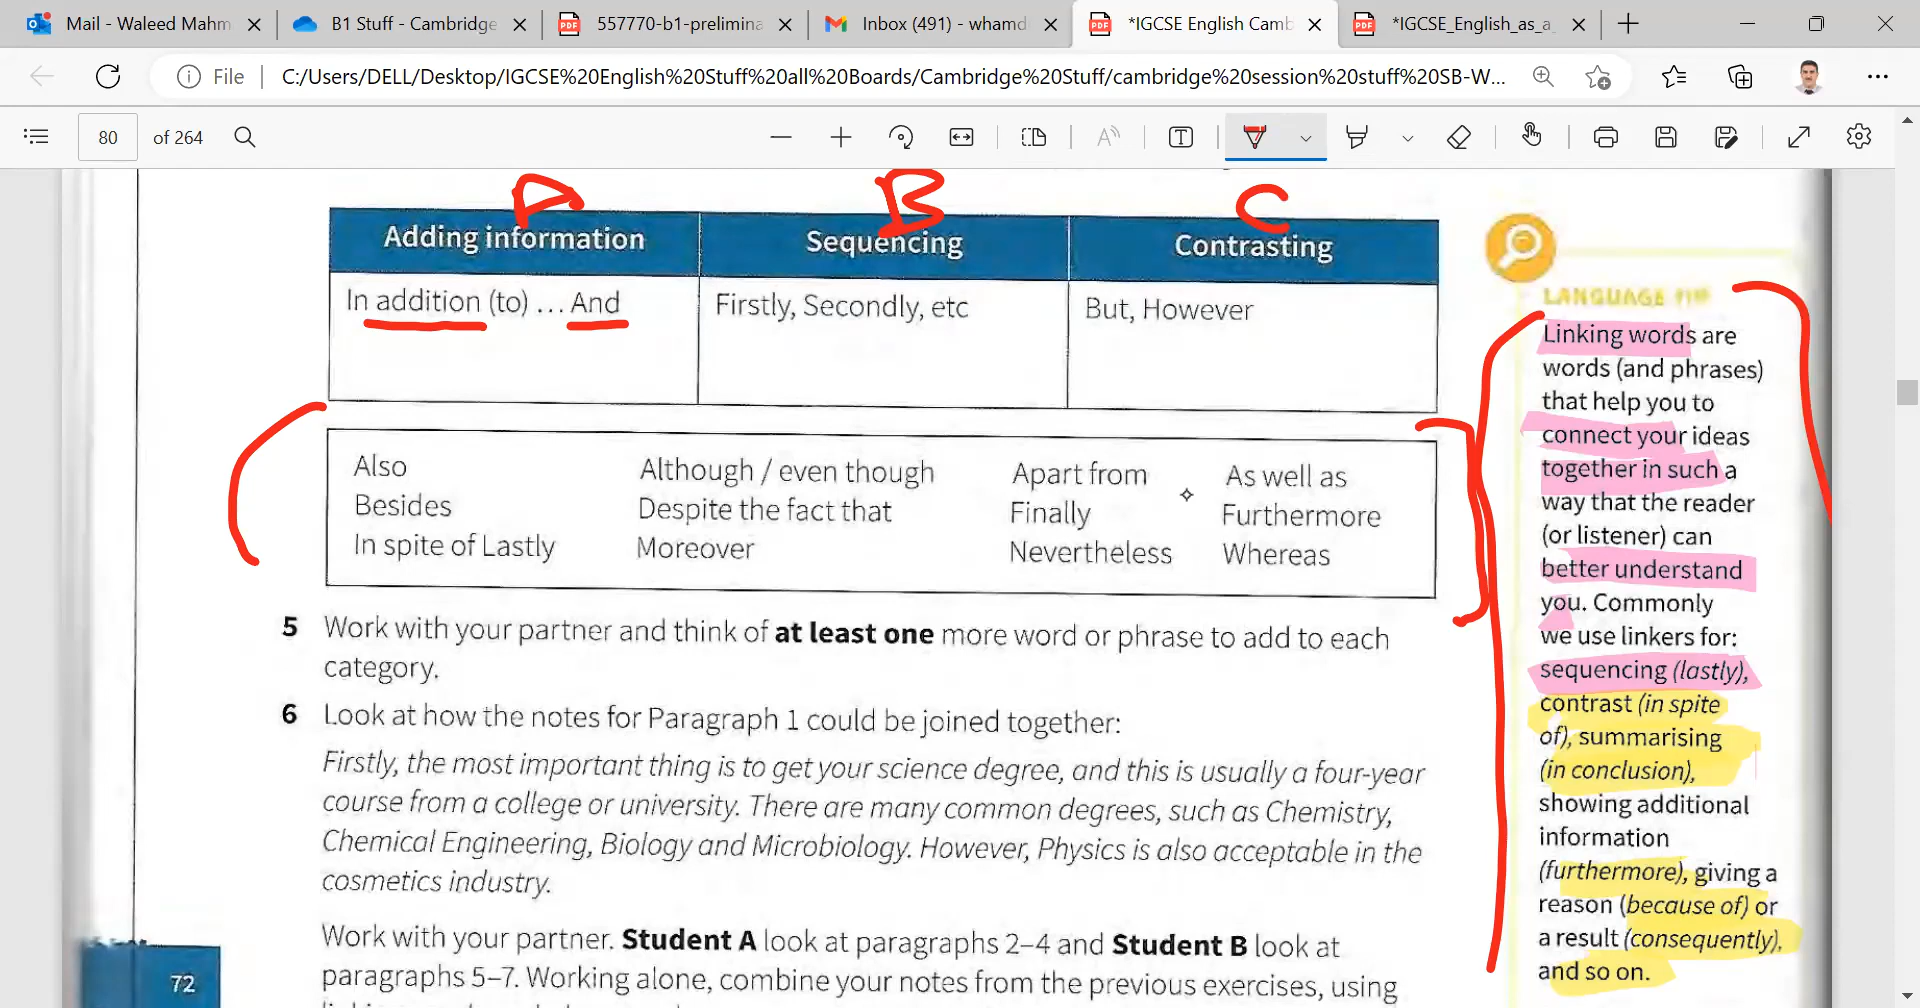 Mail - Waleed Mahm
B1 Stuff - Cambridge
557770-b1-prelimina
Inbox (491) - whamd
*IGCSE English Camb
*IGCSE_English_as_a_
File
C:/Users/DELL/Desktop/IGCSE%20English%20Stuff%20all%20Boards/Cambridge%20Stuff/cambridge%20session%20stuff%20SB-W...
80 of 264
A B C
Adding information Sequencing Contrasting
In addition (to) ... And Firstly, Secondly, etc But, However
Also Although / even though Apart from As well as
Besides Despite the fact that Finally Furthermore
In spite of Lastly Moreover Nevertheless Whereas
5 Work with your partner and think of at least one more word or phrase to add to each
category.
6 Look at how the notes for Paragraph 1 could be joined together:
Firstly, the most important thing is to get your science degree, and this is usually a four-year
course from a college or university. There are many common degrees, such as Chemistry,
Chemical Engineering, Biology and Microbiology. However, Physics is also acceptable in the
cosmetics industry.
Work with your partner. Student A look at paragraphs 2–4 and Student B look at
paragraphs 5–7. Working alone, combine your notes from the previous exercises, using
72
LANGUAGE TIP
Linking words are
words (and phrases)
that help you to
connect your ideas
together in such a
way that the reader
(or listener) can
better understand
you. Commonly
we use linkers for:
sequencing (lastly),
contrast (in spite
of), summarising
(in conclusion),
showing additional
information
(furthermore), giving a
reason (because of) or
a result (consequently),
and so on.